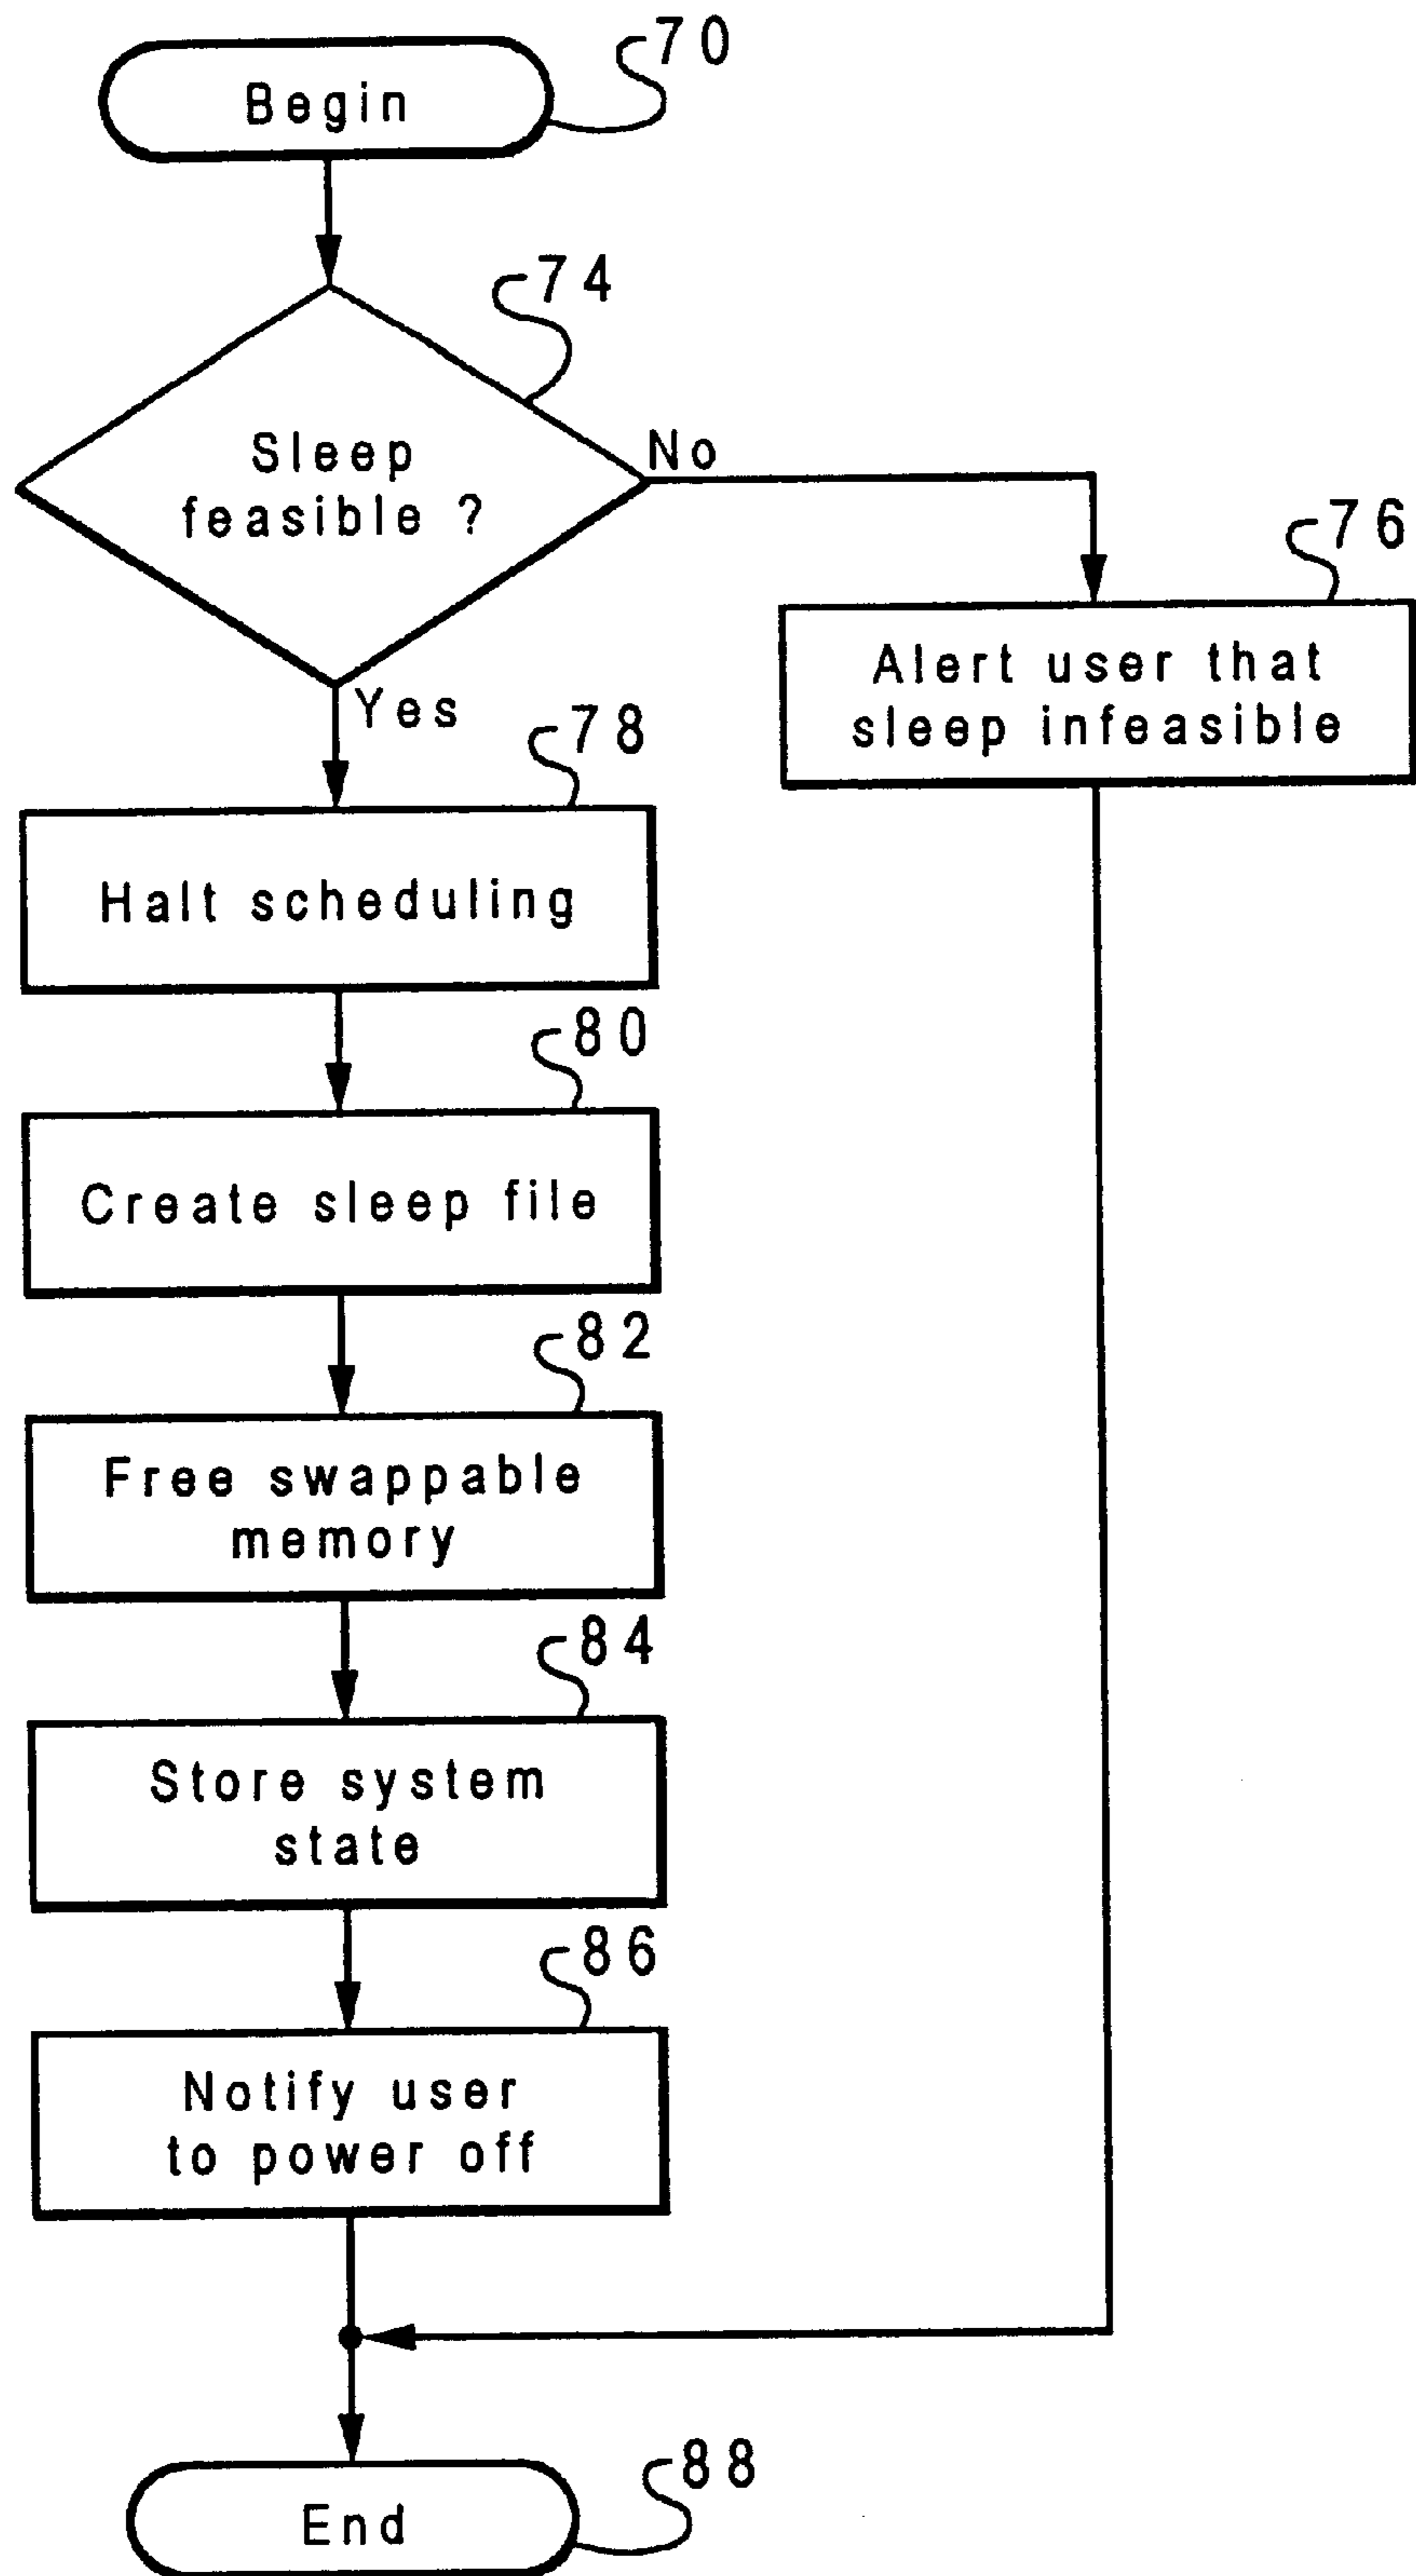 70
Begin
74
Sleep
feasible ?
No
76
Alert user that
sleep infeasible
Yes
78
Halt scheduling
80
Create sleep file
82
Free swappable
memory
84
Store system
state
86
Notify user
to power off
88
End